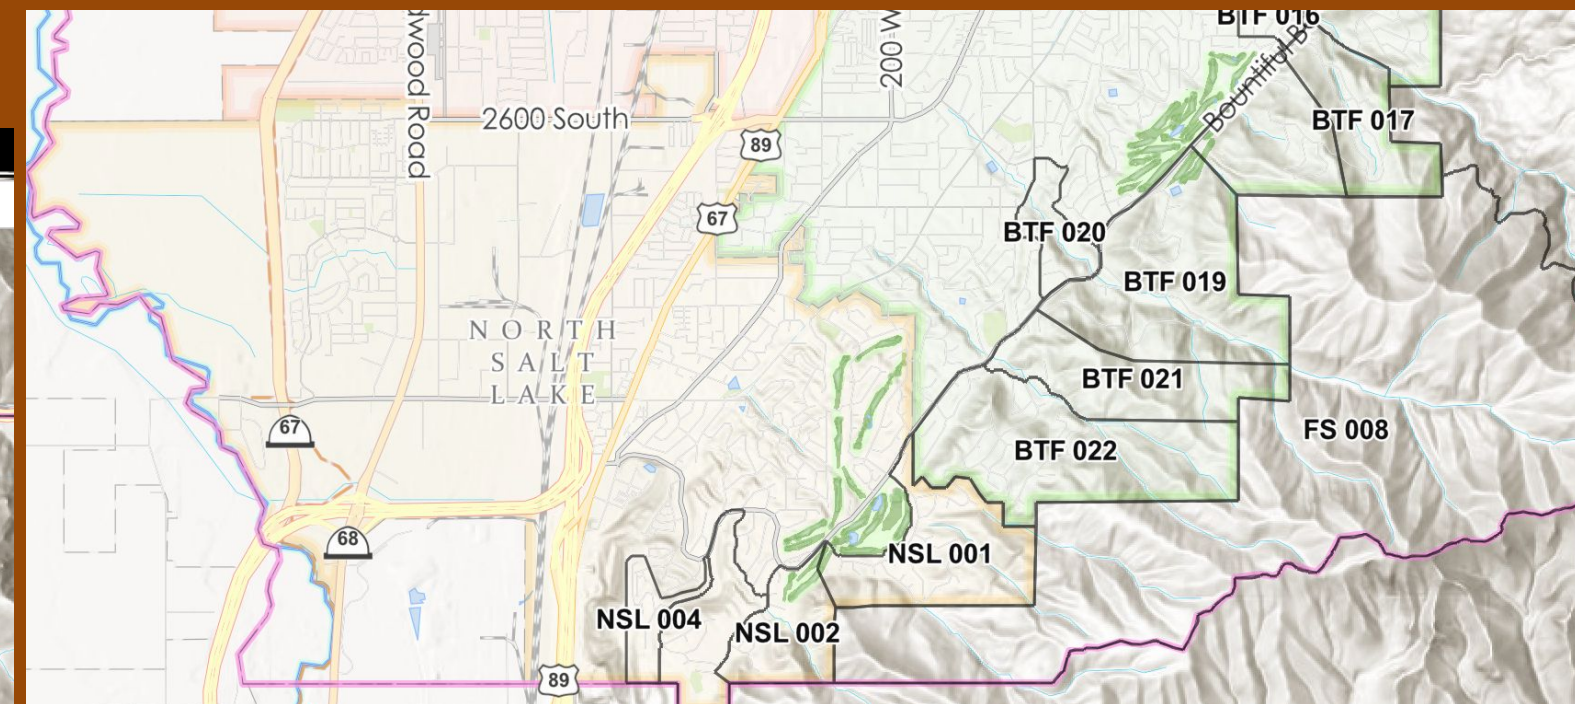 BTF 016
dwood Road
200 W
Bountiful B
2600 South
89
BTF 017
67
BTF 020
BTF 019
NORTH
SALT
LAKE
BTF 021
67
FS 008
BTF 022
68
NSL 001
NSL 004
NSL 002
89